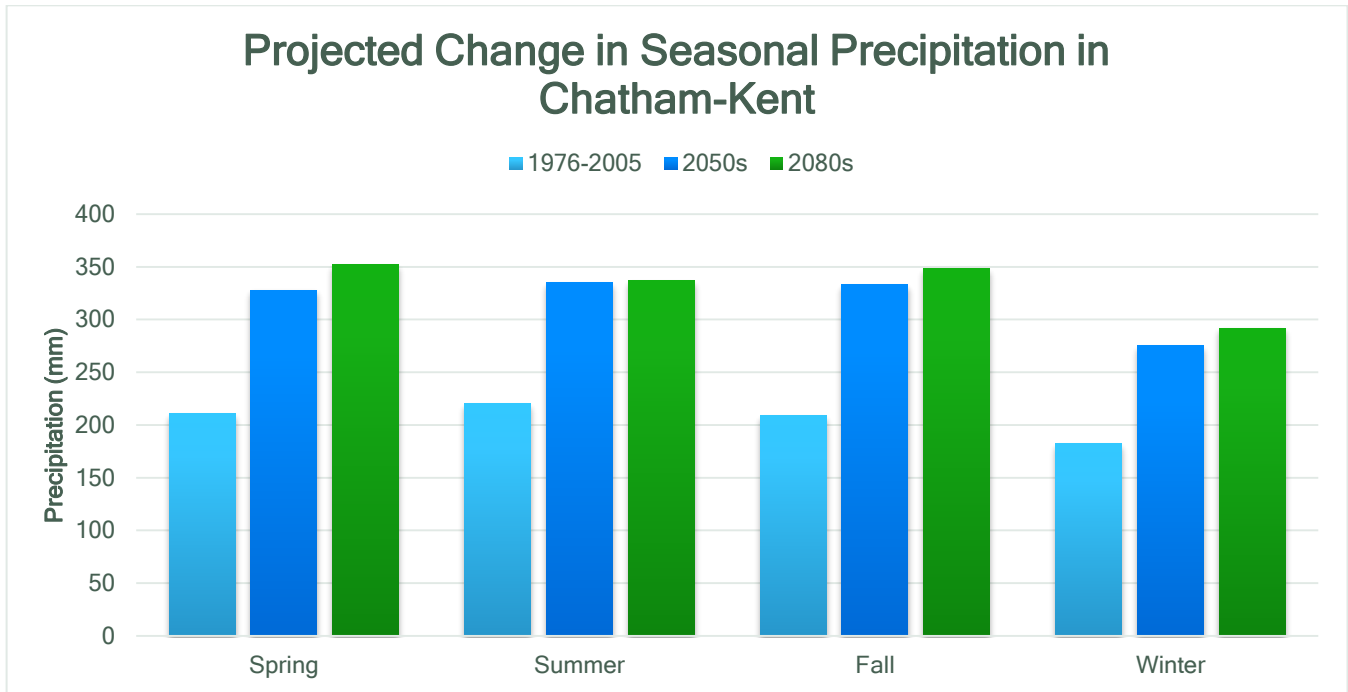 Projected Change in Seasonal Precipitation in
Chatham-Kent
1976-2005 2050s 2080s
Precipitation (mm)
400
350
300
250
200
150
100
50
0
Spring Summer Fall Winter